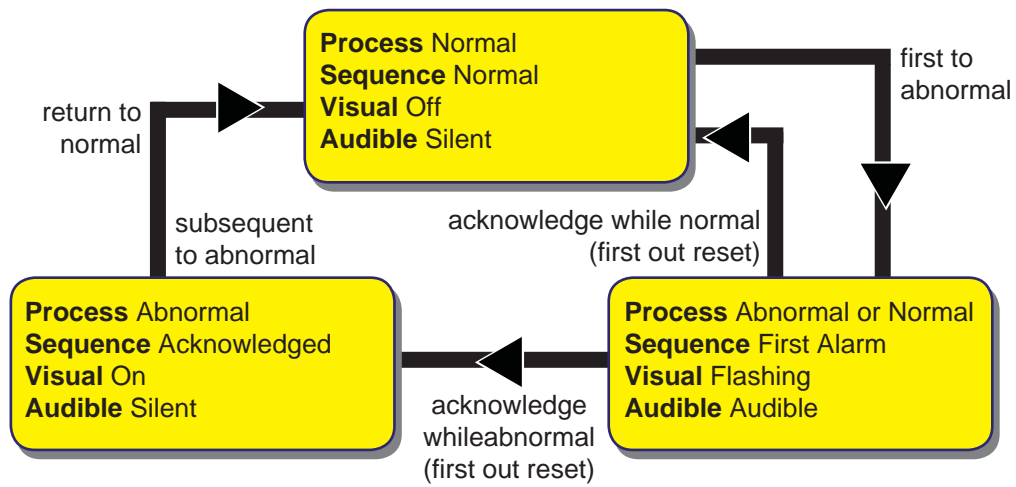 Process Normal
Sequence Normal
Visual Off
Audible Silent
first to
abnormal
return to
normal
acknowledge while normal
(first out reset)
subsequent
to abnormal
Process Abnormal
Sequence Acknowledged
Visual On
Audible Silent
acknowledge
whileabnormal
(first out reset)
Process Abnormal or Normal
Sequence First Alarm
Visual Flashing
Audible Audible